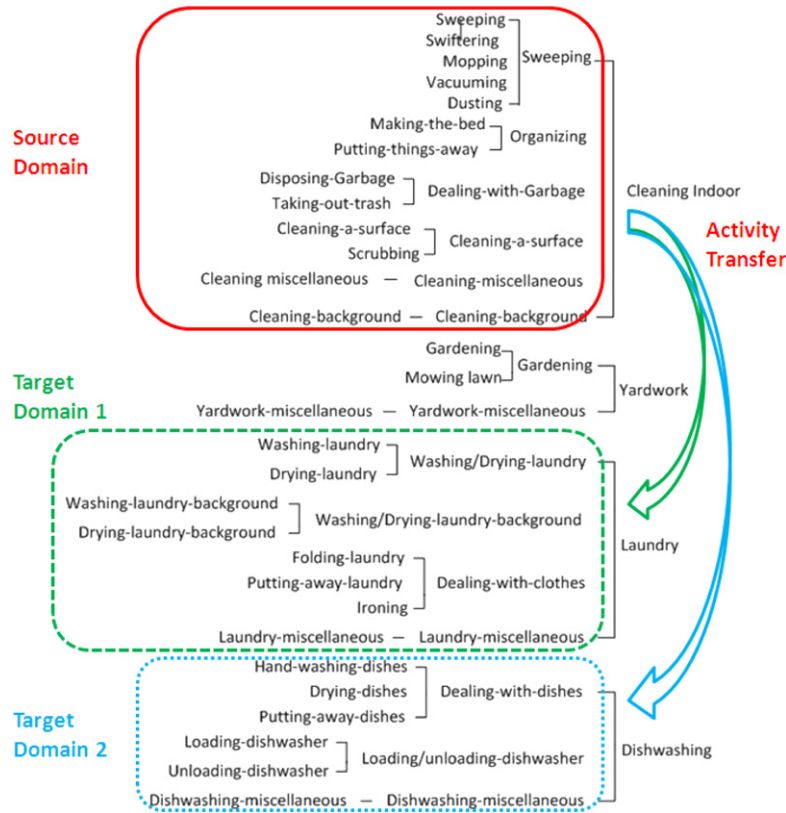 Sweeping
Swiftering
Sweeping
Mopping
Vacuuming
Dusting
Making-the-bed
Organizing
Putting-things-away
Source
Domain
Disposing-Garbage
Dealing-with-Garbage
Taking-out-trash
Cleaning Indoor
Cleaning-a-surface
Cleaning-a-surface
Scrubbing
Activity
Transfer
Cleaning miscellaneous — Cleaning-miscellaneous
Cleaning-background — Cleaning-background
Gardening
Gardening
Mowing lawn
Yardwork
Target
Domain 1
Yardwork-miscellaneous — Yardwork-miscellaneous
Washing-laundry
Washing/Drying-laundry
Drying-laundry
Washing-laundry-background
Washing/Drying-laundry-background
Drying-laundry-background
Laundry
Folding-laundry
Putting-away-laundry
Dealing-with-clothes
Ironing
Laundry-miscellaneous — Laundry-miscellaneous
Hand-washing-dishes
Drying-dishes
Dealing-with-dishes
Putting-away-dishes
Target
Domain 2
Loading-dishwasher
Loading/unloading-dishwasher
Unloading-dishwasher
Dishwashing
Dishwashing-miscellaneous — Dishwashing-miscellaneous